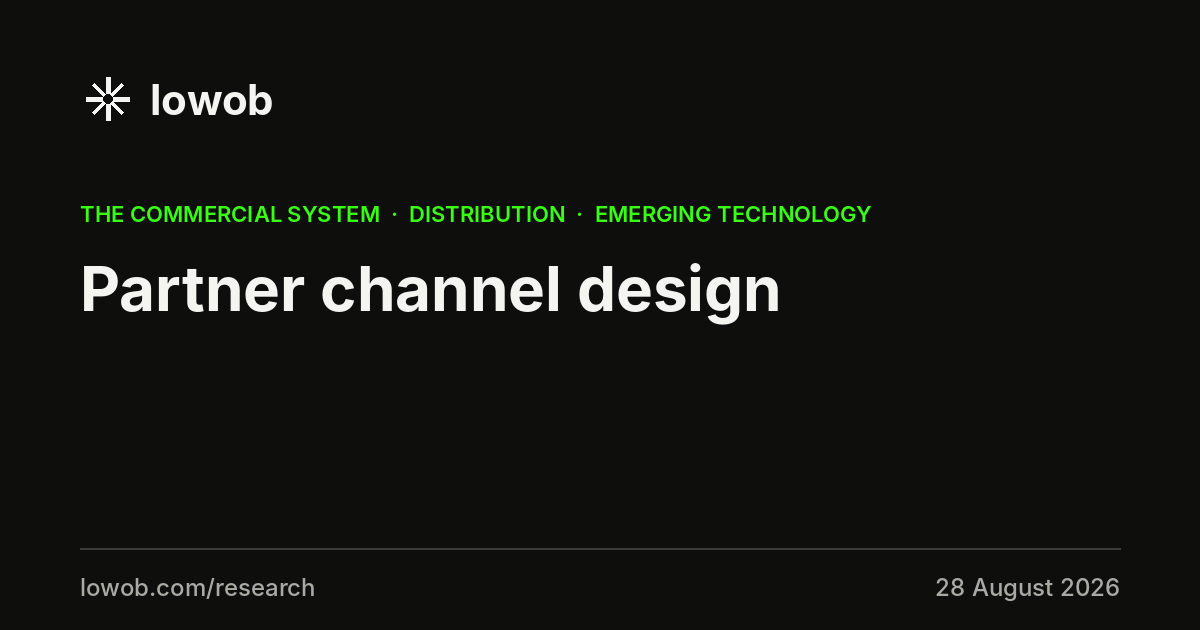 lowob
THE COMMERCIAL SYSTEM · DISTRIBUTION · EMERGING TECHNOLOGY
Partner channel design
lowob.com/research
28 August 2026